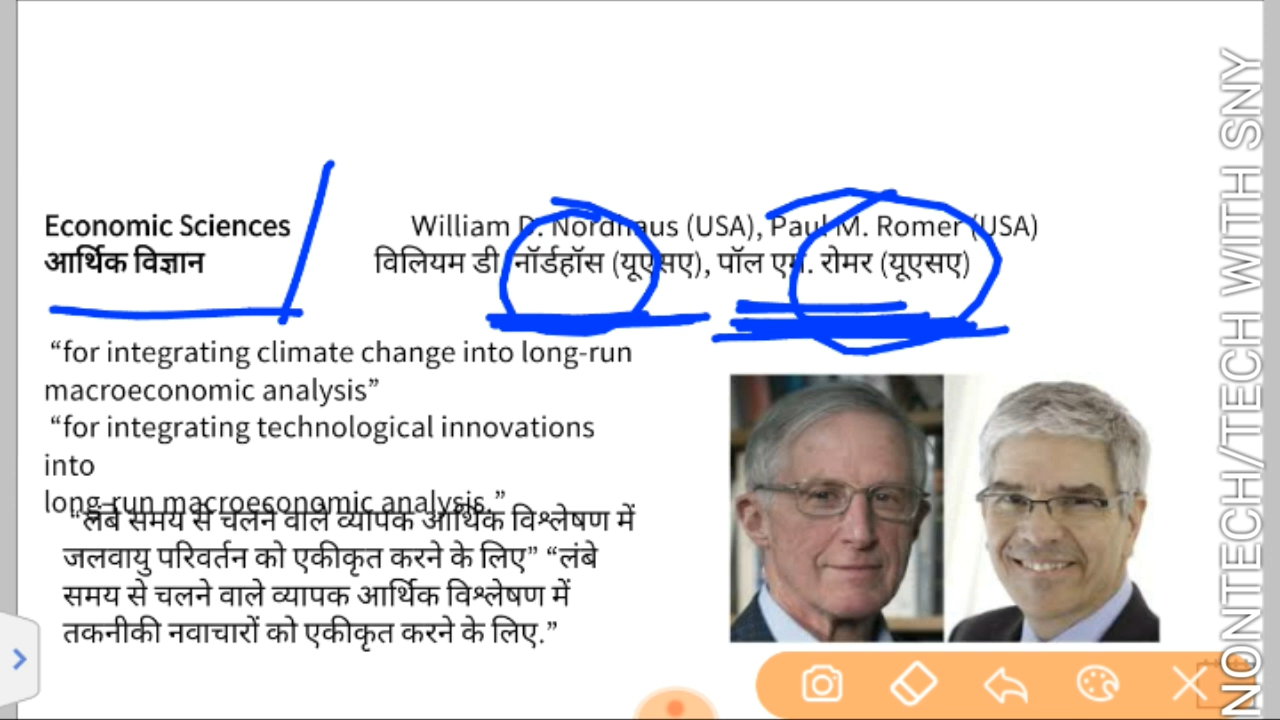 Economic Sciences
William D. Nordhaus (USA), Paul M. Romer (USA)
आर्थिक विज्ञान
विलियम डी. नॉर्डहॉस (यूएसए), पॉल एम. रोमर (यूएसए)
“for integrating climate change into long-run
macroeconomic analysis”
“for integrating technological innovations
into
long-run macroeconomic analysis.”
“लंबे समय से चलने वाले व्यापक आर्थिक विश्लेषण में
जलवायु परिवर्तन को एकीकृत करने के लिए” “लंबे
समय से चलने वाले व्यापक आर्थिक विश्लेषण में
तकनीकी नवाचारों को एकीकृत करने के लिए.”
NONTECH/TECH WITH SNY